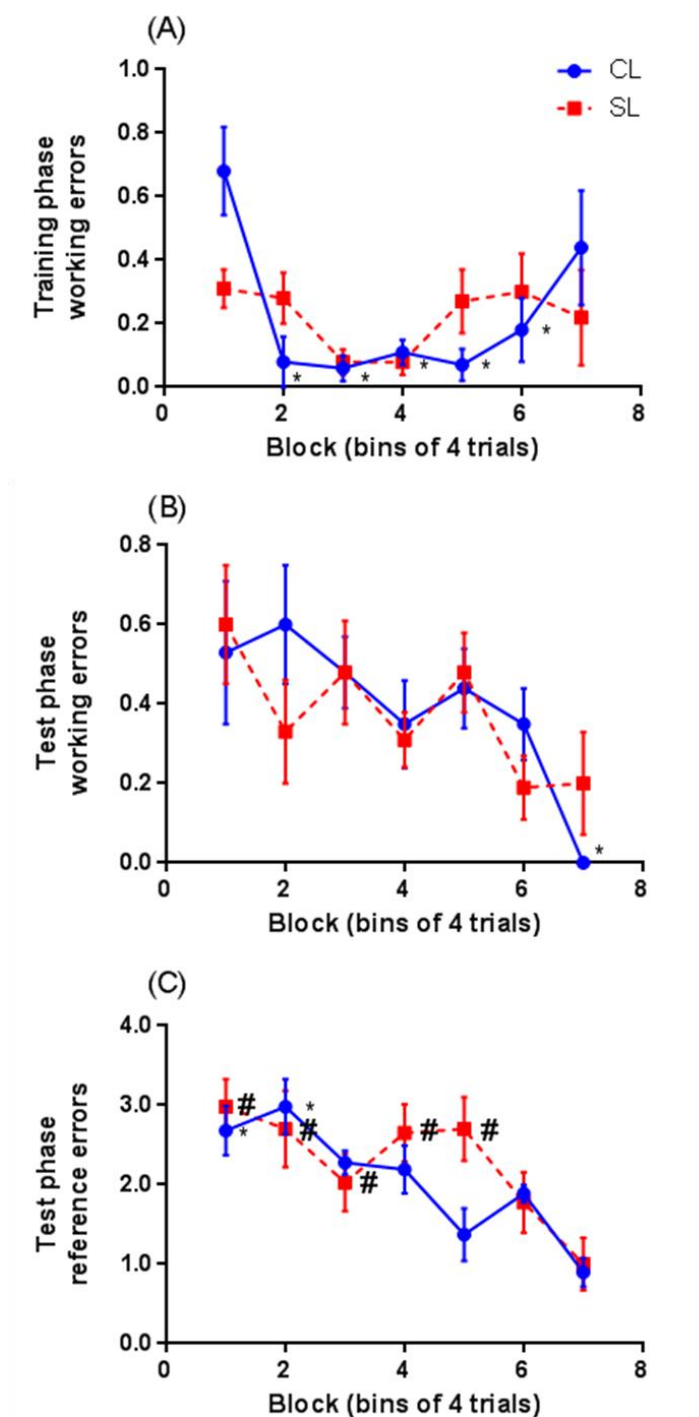 (A)
CL
SL
Training phase
working errors
1.0
0.8
0.6
0.4
0.2
0.0
* * * * *
0 2 4 6 8
Block (bins of 4 trials)
(B)
Test phase
working errors
0.8
0.6
0.4
0.2
0.0
*
0 2 4 6 8
Block (bins of 4 trials)
(C)
Test phase
reference errors
4.0
3.0
2.0
1.0
0.0
# * * # # # #
0 2 4 6 8
Block (bins of 4 trials)